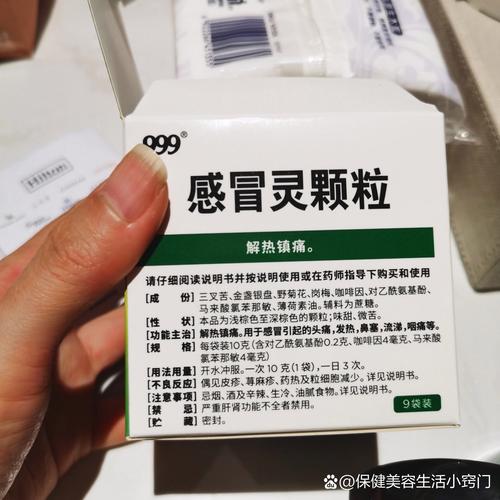 999®
感冒灵颗粒
解热镇痛。
请仔细阅读说明书并按说明使用或在药师指导下购买和使用
[成 份] 三叉苦、金盏银盘、野菊花、岗梅、咖啡因、对乙酰氨基酚、
马来酸氯苯那敏、薄荷素油。辅料为蔗糖。
[性 状] 本品为浅棕色至深棕色的颗粒;味甜、微苦。
[功能主治] 解热镇痛。用于感冒引起的头痛,发热,鼻塞,流涕,咽痛等。
[规 格] 每袋装10克(含对乙酰氨基酚0.2克、咖啡因4毫克、马来酸
氯苯那敏4毫克)
[用法用量] 开水冲服。一次 10 克(1袋),一日 3 次。
[不良反应] 偶见皮疹、荨麻疹、药热及粒细胞减少。详见说明书。
[注意事项] 忌烟、酒及辛辣、生冷、油腻食物。详见说明书。
[禁 忌] 严重肝肾功能不全者禁用。
[贮 藏] 密封。
9袋装
Hilton
@保健美容生活小窍门